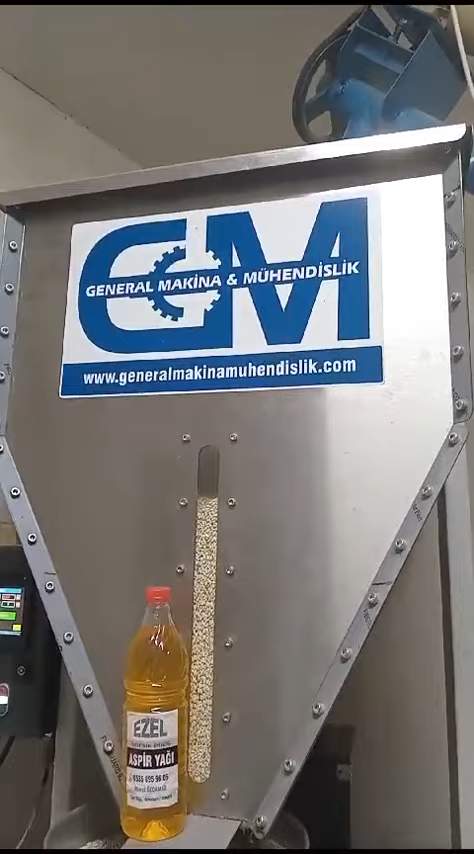 GM
GENERAL MAKİNA & MÜHENDİSLİK
www.generalmakinamuhendislik.com
EZEL
ASPİR YAĞI